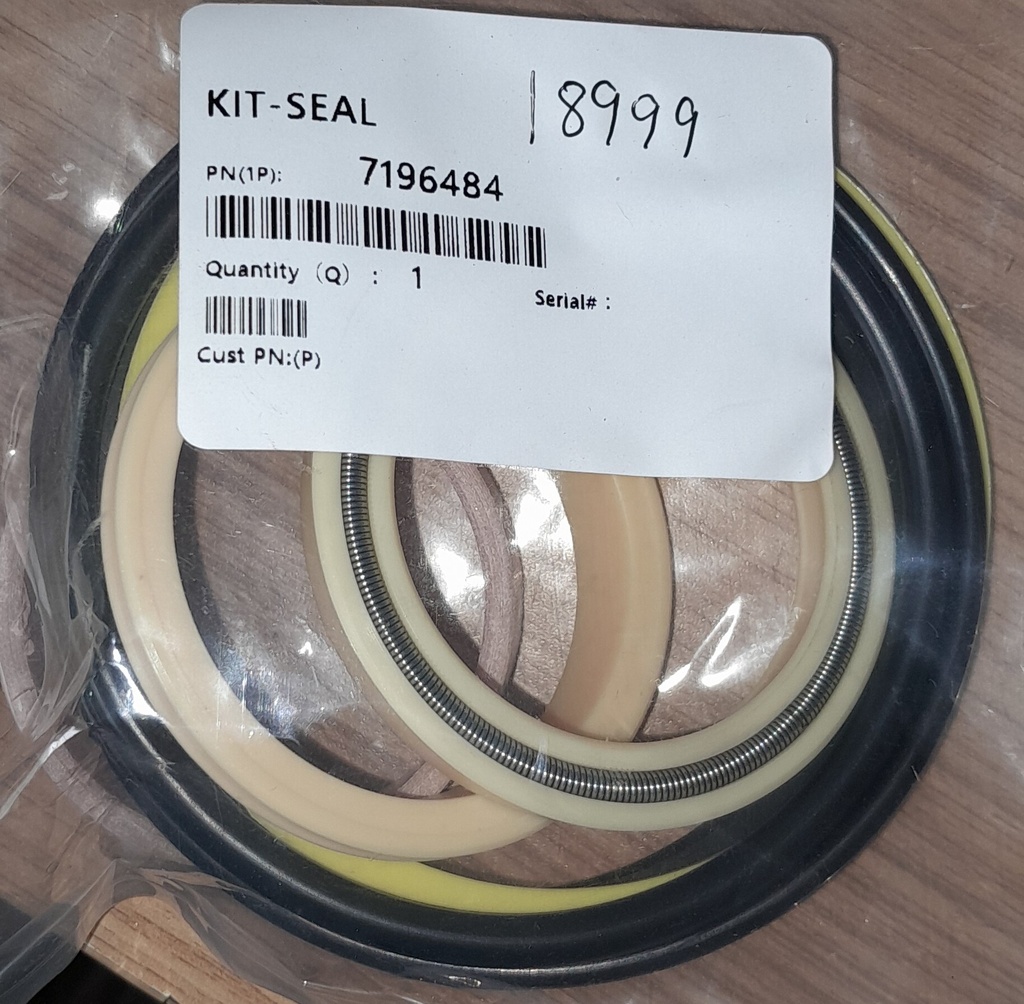 KIT-SEAL
18999
PN(1P): 7196484
Quantity (Q) : 1
Serial# :
Cust PN:(P)